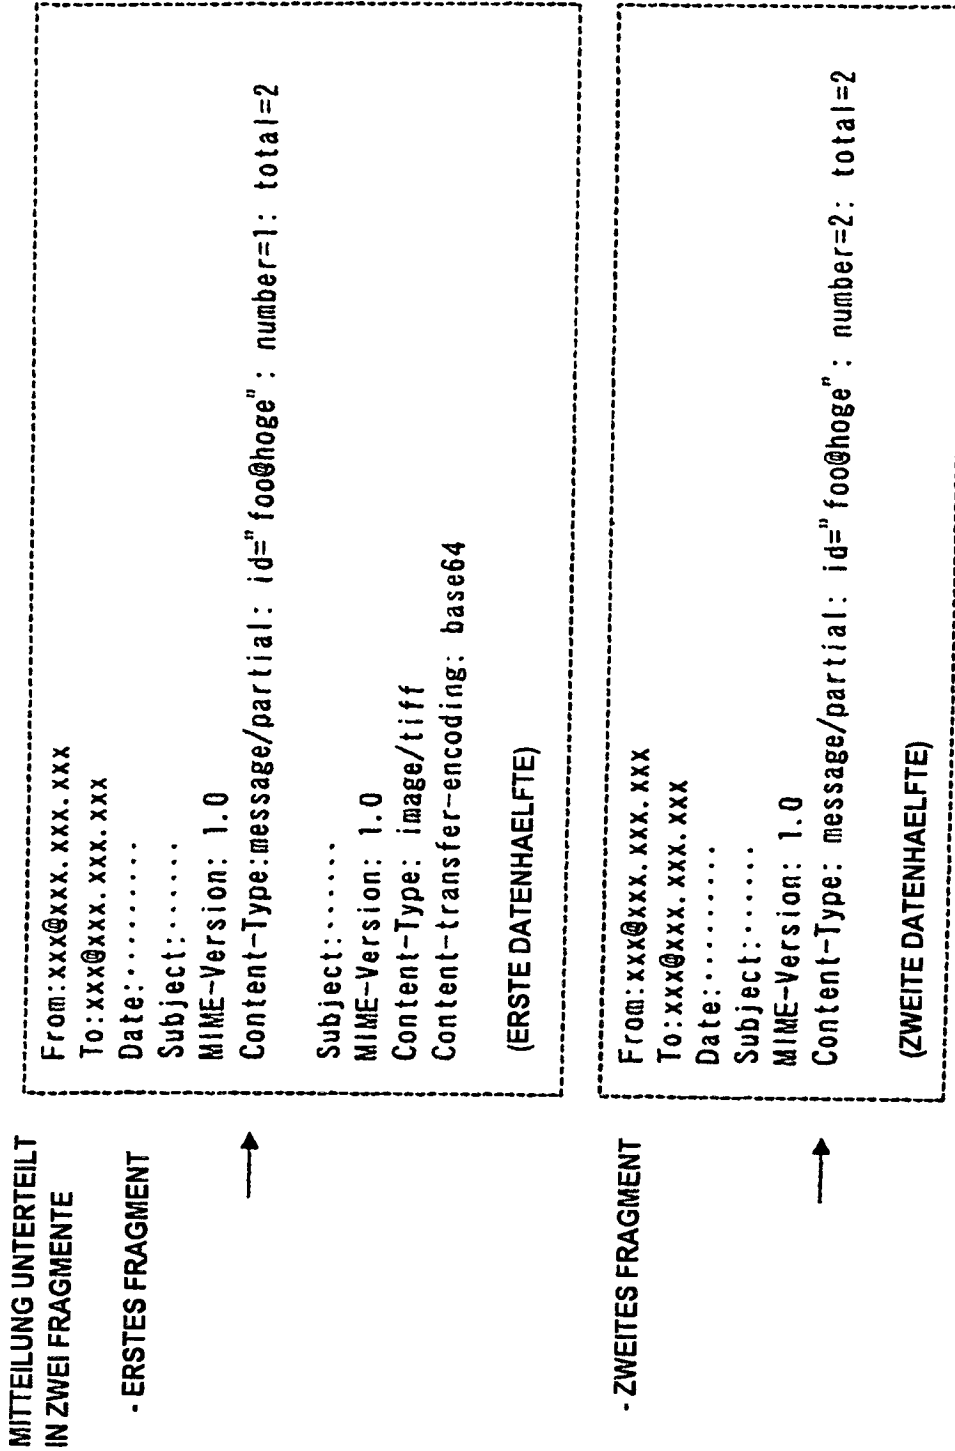 MITTEILUNG UNTERTEILT
IN ZWEI FRAGMENTE
- ERSTES FRAGMENT
→
From:xxx@xxx.xxx.xxx
To:xxx@xxx.xxx.xxx
Date:········
Subject:·····
MIME-Version: 1.0
Content-Type:message/partial: id="foo@hoge": number=1: total=2
Subject:·····
MIME-Version: 1.0
Content-Type: image/tiff
Content-transfer-encoding: base64
(ERSTE DATENHAELFTE)
- ZWEITES FRAGMENT
→
From:xxx@xxx.xxx.xxx
To:xxx@xxx.xxx.xxx
Date:········
Subject:·····
MIME-Version: 1.0
Content-Type: message/partial: id="foo@hoge": number=2: total=2
(ZWEITE DATENHAELFTE)